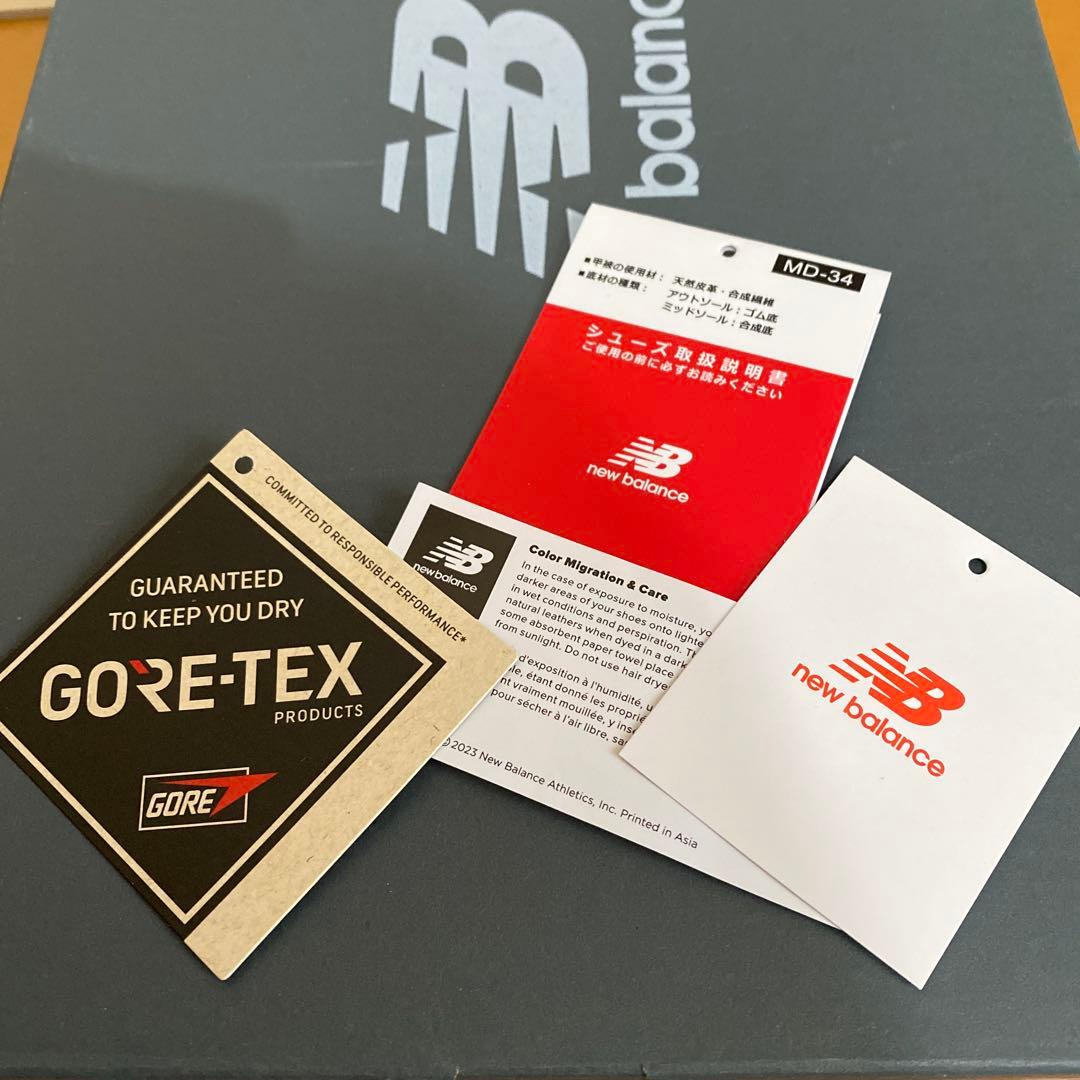 balanc
MD-34
■甲被の使用材： 天然皮革・合成繊維
■底材の種類： アウトソール：ゴム底
ミッドソール：合成底
シューズ取扱説明書
ご使用の前に必ずお読みください
NB
new balance
COMMITTED TO RESPONSIBLE PERFORMANCE*
GUARANTEED
TO KEEP YOU DRY
GORE-TEX
PRODUCTS
GORE
NB
new balance
Color Migration & Care
In the case of exposure to moisture, yo
darker areas of your shoes onto lighte
in wet conditions and perspiration. T
natural leathers when dyed in a dark
some absorbent paper towel place
from sunlight. Do not use hair drye
d'exposition à l'humidité, u
le, étant donné les proprié
nt vraiment mouillée, y inse
pour sécher à l'air libre, sa
©2023 New Balance Athletics, Inc. Printed in Asia
NB
new balance